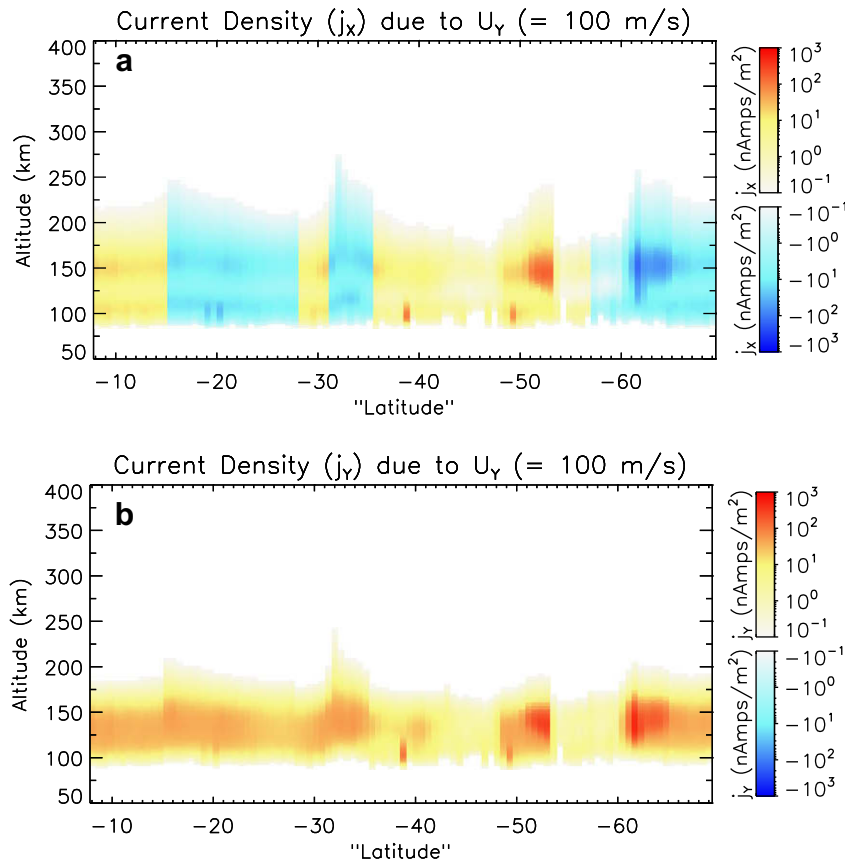 Current Density (jX) due to UY (= 100 m/s)
a
400
350
300
250
200
150
100
50
Altitude (km)
−10 −20 −30 −40 −50 −60
"Latitude"
jX (nAmps/m²)
10³
10²
10¹
10⁰
10⁻¹
jX (nAmps/m²)
−10⁻¹
−10⁰
−10¹
−10²
−10³
Current Density (jY) due to UY (= 100 m/s)
b
400
350
300
250
200
150
100
50
Altitude (km)
−10 −20 −30 −40 −50 −60
"Latitude"
jY (nAmps/m²)
10³
10²
10¹
10⁰
10⁻¹
jY (nAmps/m²)
−10⁻¹
−10⁰
−10¹
−10²
−10³